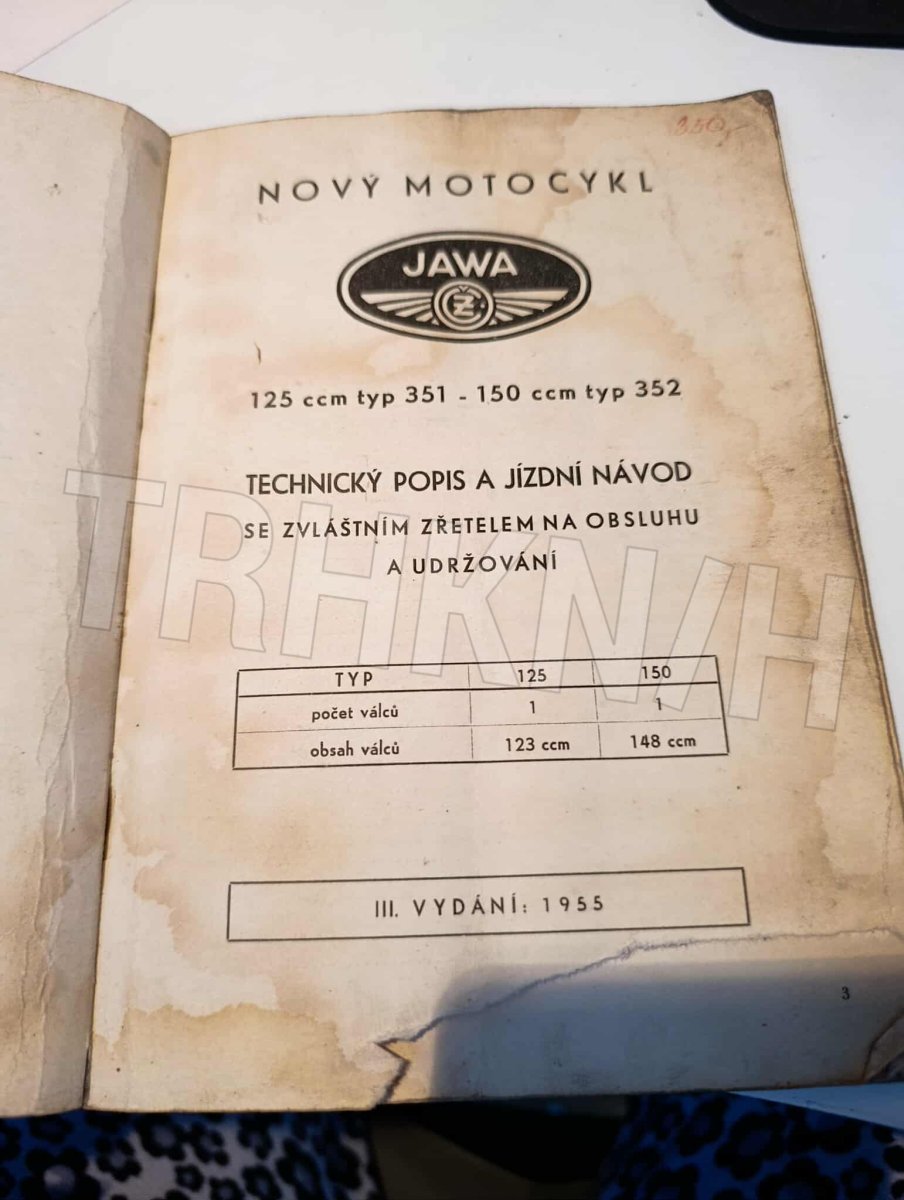 350,-
NOVÝ MOTOCYKL
JAWA
ČZ
125 ccm typ 351 - 150 ccm typ 352
TECHNICKÝ POPIS A JÍZDNÍ NÁVOD
SE ZVLÁŠTNÍM ZŘETELEM NA OBSLUHU
A UDRŽOVÁNÍ
TRHKNIH
TYP 125 150
počet válců 1 1
obsah válců 123 ccm 148 ccm
III. VYDÁNÍ: 1955
3